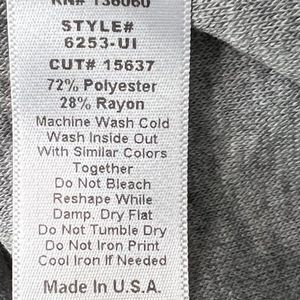 RN# 136060
STYLE#
6253-UI
CUT# 15637
72% Polyester
28% Rayon
Machine Wash Cold
Wash Inside Out
With Similar Colors
Together
Do Not Bleach
Reshape While
Damp. Dry Flat
Do Not Tumble Dry
Do Not Iron Print
Cool Iron If Needed
Made In U.S.A.